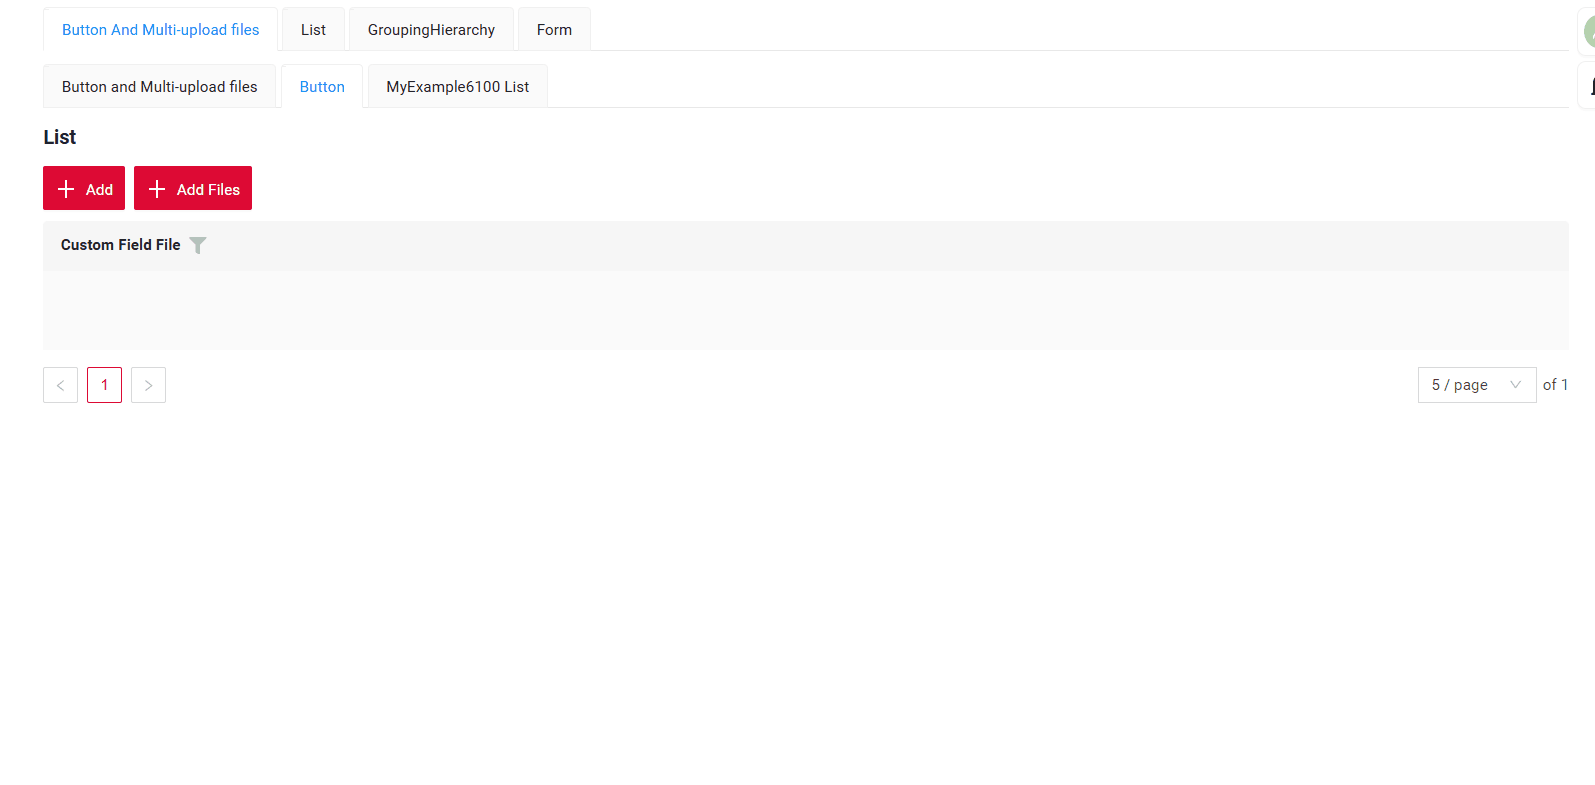 Button And Multi-upload files List GroupingHierarchy Form
Button and Multi-upload files Button MyExample6100 List
List
Add Add Files
Custom Field File
1 5 / page of 1